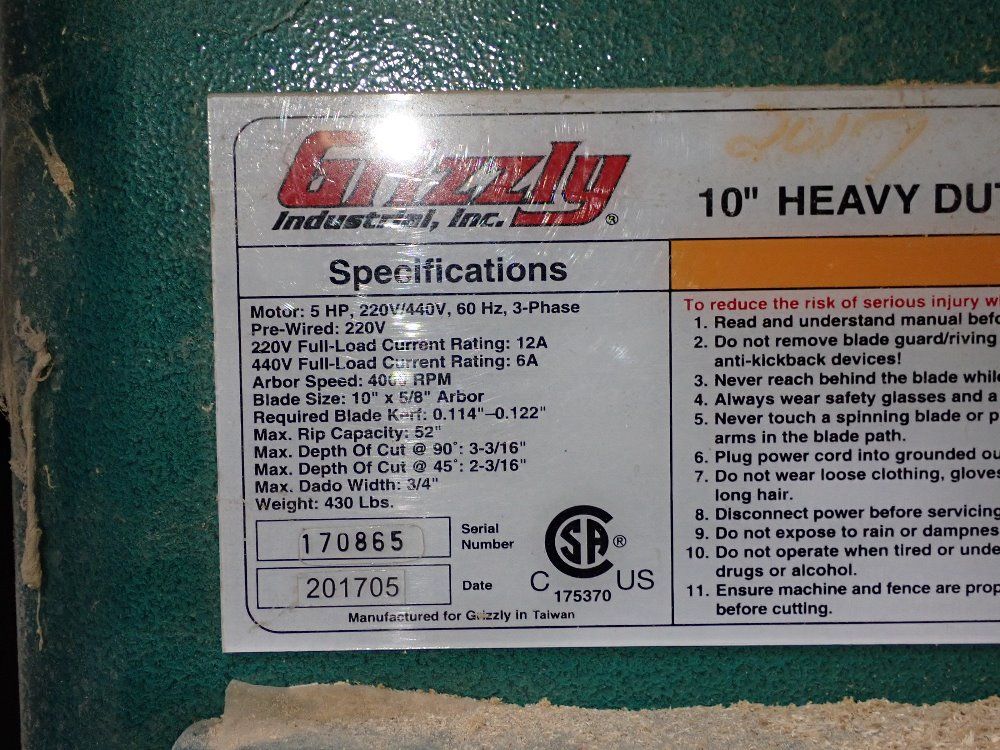 Grizzly
Industrial, Inc.®
2017
10" HEAVY DU
Specifications
Motor: 5 HP, 220V/440V, 60 Hz, 3-Phase
Pre-Wired: 220V
220V Full-Load Current Rating: 12A
440V Full-Load Current Rating: 6A
Arbor Speed: RPM
Blade Size: 10" x 5/8" Arbor
Required Blade Kerf: 0.114"–0.122"
Max. Rip Capacity: 52"
Max. Depth Of Cut @ 90°: 3-3/16"
Max. Depth Of Cut @ 45°: 2-3/16"
Max. Dado Width: 3/4"
Weight: 430 Lbs.
170865 Serial Number
201705 Date
CSA®
C US
175370
Manufactured for Grizzly in Taiwan
To reduce the risk of serious injury w
1. Read and understand manual befo
2. Do not remove blade guard/riving
anti-kickback devices!
3. Never reach behind the blade while
4. Always wear safety glasses and a
5. Never touch a spinning blade or p
arms in the blade path.
6. Plug power cord into grounded ou
7. Do not wear loose clothing, gloves
long hair.
8. Disconnect power before servicing
9. Do not expose to rain or dampnes
10. Do not operate when tired or unde
drugs or alcohol.
11. Ensure machine and fence are prop
before cutting.